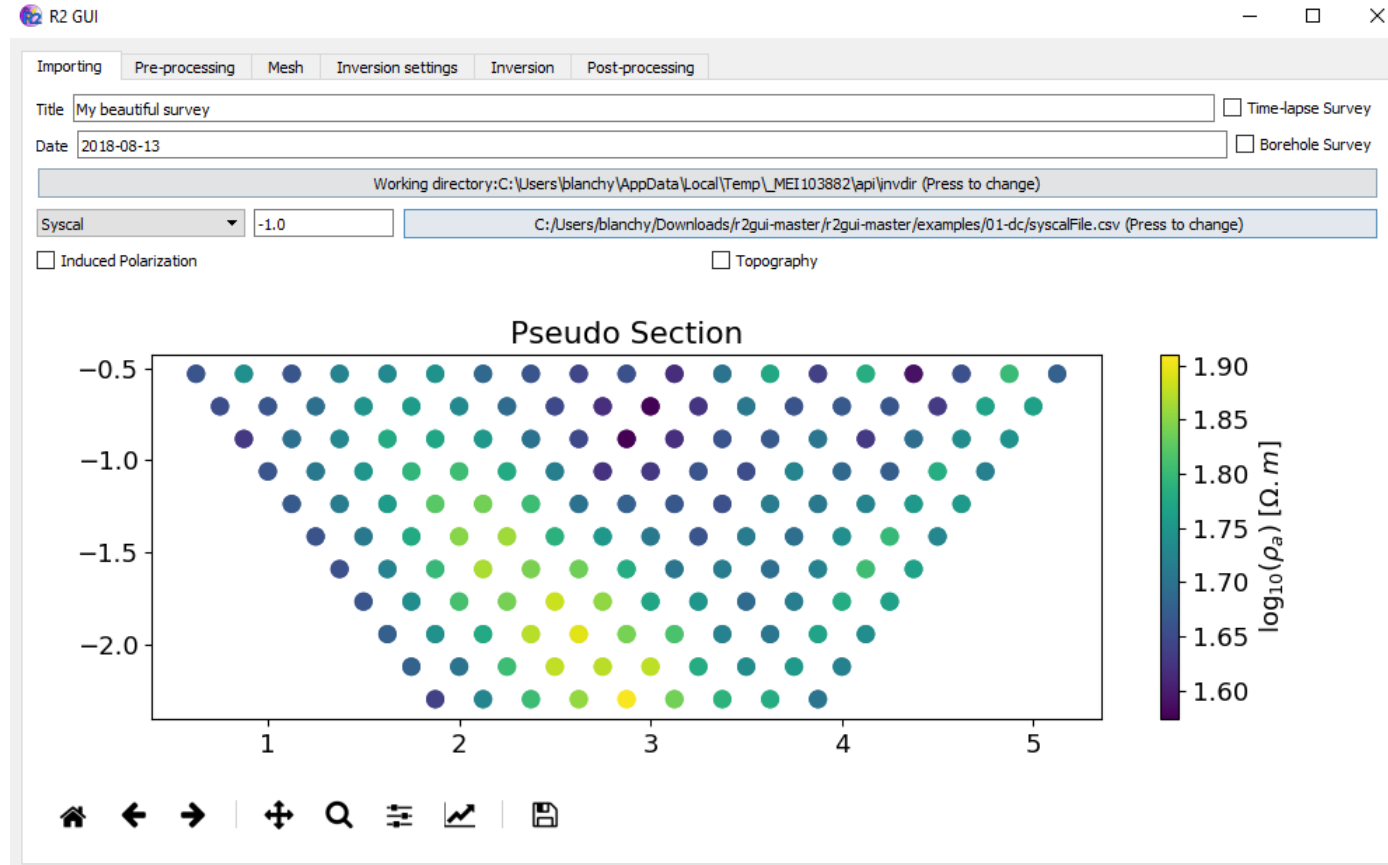 R2 R2 GUI
Importing Pre-processing Mesh Inversion settings Inversion Post-processing
Title My beautiful survey Time-lapse Survey
Date 2018-08-13 Borehole Survey
Working directory:C:\Users\blanchy\AppData\Local\Temp\_MEI103882\api\invdir (Press to change)
Syscal -1.0 C:/Users/blanchy/Downloads/r2gui-master/r2gui-master/examples/01-dc/syscalFile.csv (Press to change)
Induced Polarization Topography
Pseudo Section
−0.5
−1.0
−1.5
−2.0
1 2 3 4 5
1.90
1.85
1.80
1.75
1.70
1.65
1.60
log₁₀(ρₐ) [Ω.m]